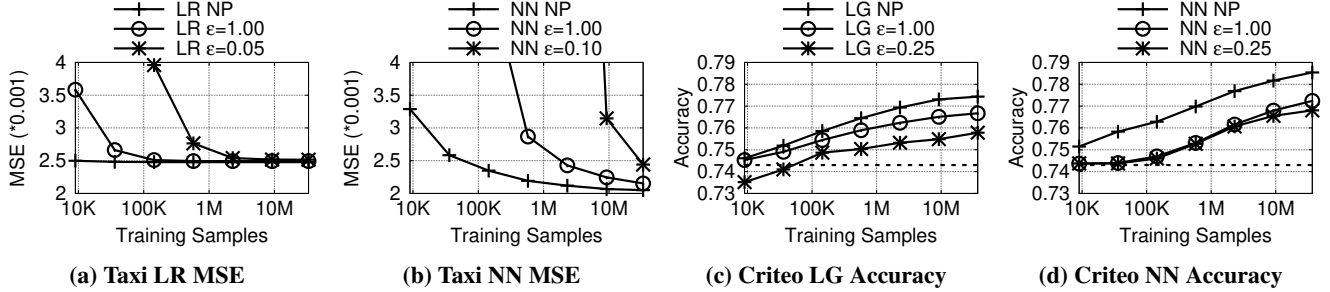 LR NP
LR ε=1.00
LR ε=0.05
MSE (*0.001)
4
3.5
3
2.5
2
10K 100K 1M 10M
Training Samples
(a) Taxi LR MSE
NN NP
NN ε=1.00
NN ε=0.10
MSE (*0.001)
4
3.5
3
2.5
2
10K 100K 1M 10M
Training Samples
(b) Taxi NN MSE
LG NP
LG ε=1.00
LG ε=0.25
Accuracy
0.79
0.78
0.77
0.76
0.75
0.74
0.73
10K 100K 1M 10M
Training Samples
(c) Criteo LG Accuracy
NN NP
NN ε=1.00
NN ε=0.25
Accuracy
0.79
0.78
0.77
0.76
0.75
0.74
0.73
10K 100K 1M 10M
Training Samples
(d) Criteo NN Accuracy